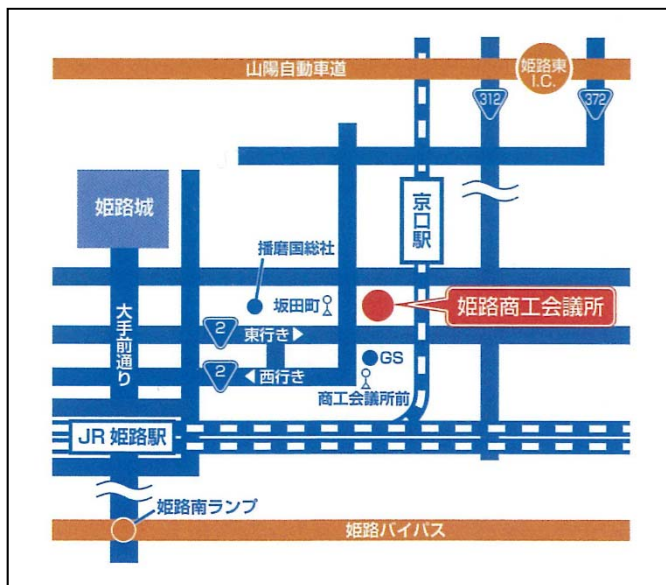 山陽自動車道
姫路東
I.C.
312
372
姫路城
京口駅
播磨国総社
坂田町
姫路商工会議所
大手前通り
2
東行き
2
西行き
GS
商工会議所前
JR 姫路駅
姫路南ランプ
姫路バイパス